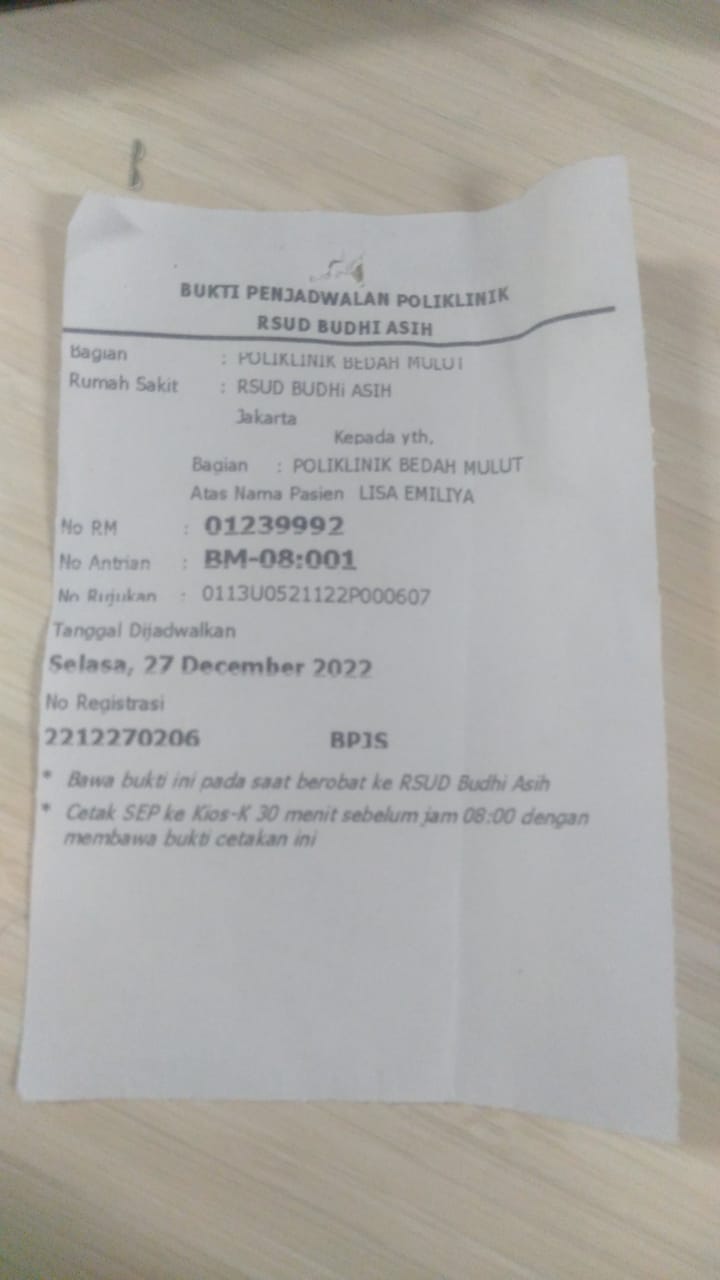 BUKTI PENJADWALAN POLIKLINIK
RSUD BUDHI ASIH
Bagian : POLIKLINIK BEDAH MULUT
Rumah Sakit : RSUD BUDHi ASIH
Jakarta
Kepada yth,
Bagian : POLIKLINIK BEDAH MULUT
Atas Nama Pasien LISA EMILIYA
No RM : 01239992
No Antrian : BM-08:001
No Rujukan : 0113U0521122P000607
Tanggal Dijadwalkan
Selasa, 27 December 2022
No Registrasi
2212270206 BPJS
* Bawa bukti ini pada saat berobat ke RSUD Budhi Asih
* Cetak SEP ke Kios-K 30 menit sebelum jam 08:00 dengan
membawa bukti cetakan ini